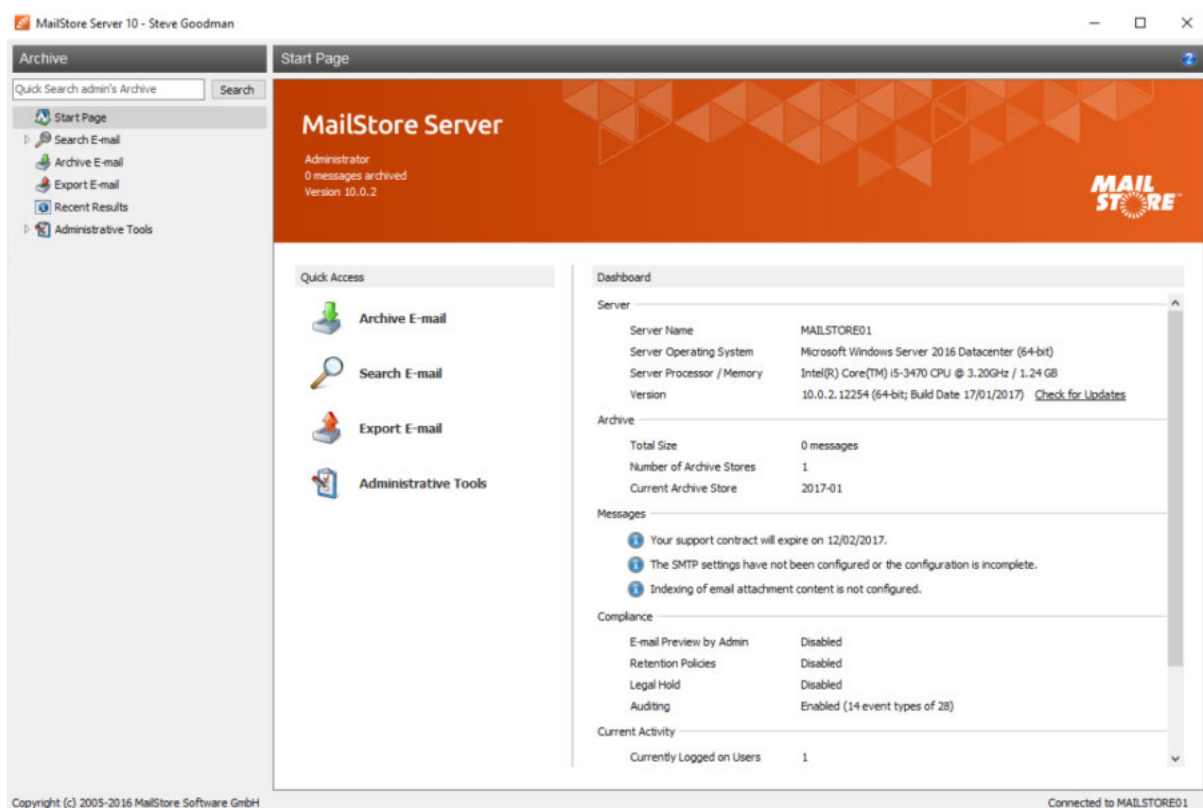 MailStore Server 10 - Steve Goodman
Archive
Start Page
Quick Search admin's Archive
Search
Start Page
Search E-mail
Archive E-mail
Export E-mail
Recent Results
Administrative Tools
MailStore Server
Administrator
0 messages archived
Version 10.0.2
MAIL
STORE
Quick Access
Archive E-mail
Search E-mail
Export E-mail
Administrative Tools
Dashboard
Server
Server Name MAILSTORE01
Server Operating System Microsoft Windows Server 2016 Datacenter (64-bit)
Server Processor / Memory Intel(R) Core(TM) i5-3470 CPU @ 3.20GHz / 1.24 GB
Version 10.0.2.12254 (64-bit; Build Date 17/01/2017) Check for Updates
Archive
Total Size 0 messages
Number of Archive Stores 1
Current Archive Store 2017-01
Messages
Your support contract will expire on 12/02/2017.
The SMTP settings have not been configured or the configuration is incomplete.
Indexing of email attachment content is not configured.
Compliance
E-mail Preview by Admin Disabled
Retention Policies Disabled
Legal Hold Disabled
Auditing Enabled (14 event types of 28)
Current Activity
Currently Logged on Users 1
Copyright (c) 2005-2016 MailStore Software GmbH
Connected to MAILSTORE01